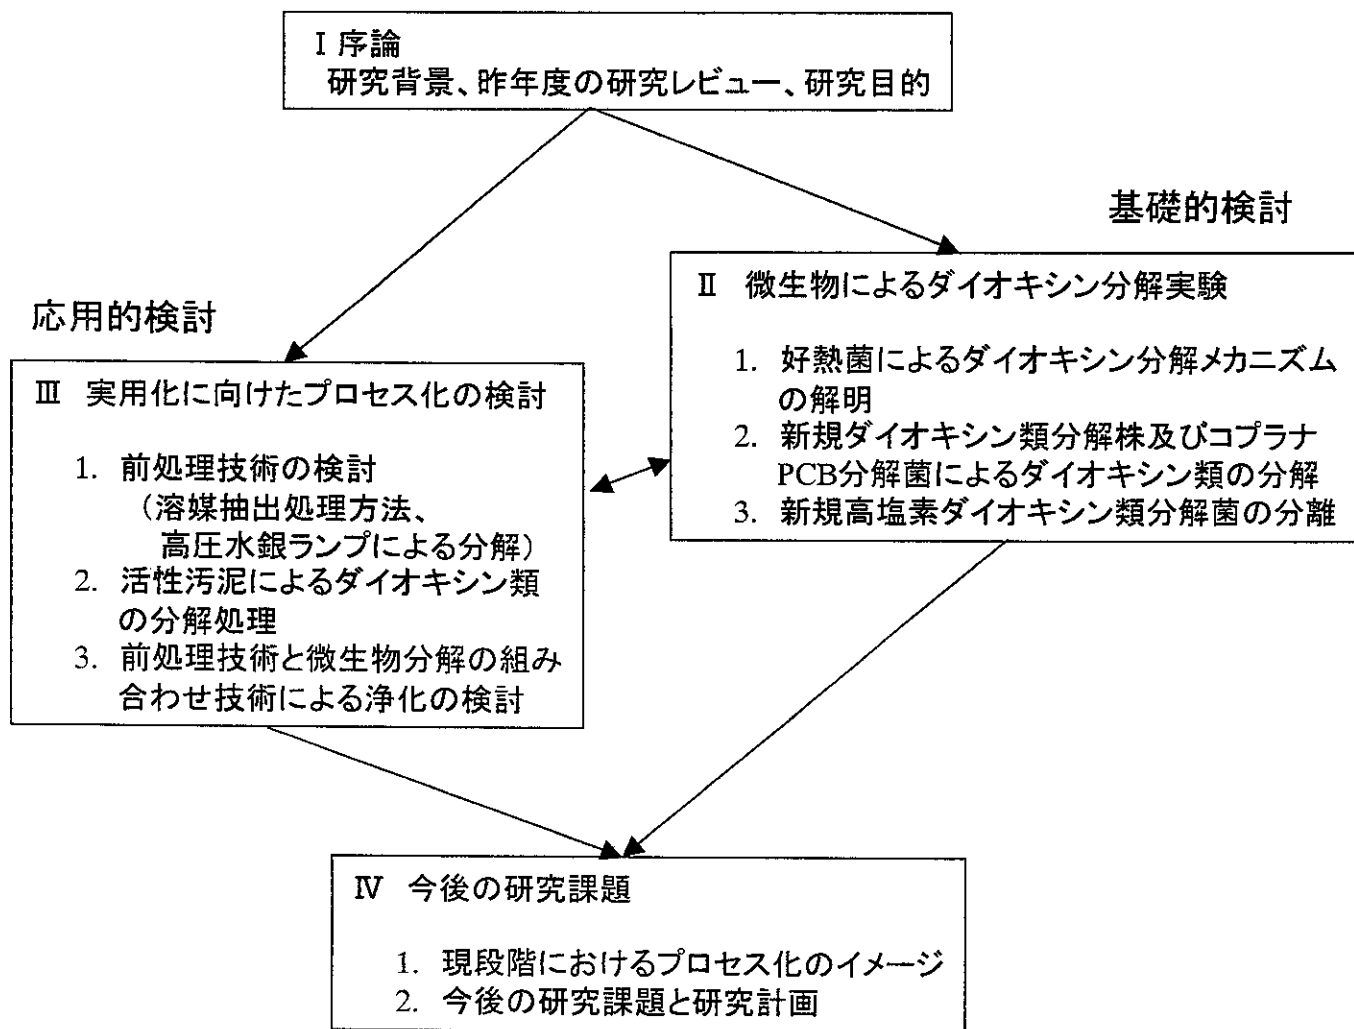 Ⅰ 序論
研究背景、昨年度の研究レビュー、研究目的
基礎的検討
Ⅱ 微生物によるダイオキシン分解実験
1. 好熱菌によるダイオキシン分解メカニズム
の解明
2. 新規ダイオキシン類分解株及びコプラナ
PCB分解菌によるダイオキシン類の分解
3. 新規高塩素ダイオキシン類分解菌の分離
応用的検討
Ⅲ 実用化に向けたプロセス化の検討
1. 前処理技術の検討
（溶媒抽出処理方法、
高圧水銀ランプによる分解）
2. 活性汚泥によるダイオキシン類
の分解処理
3. 前処理技術と微生物分解の組み
合わせ技術による浄化の検討
Ⅳ 今後の研究課題
1. 現段階におけるプロセス化のイメージ
2. 今後の研究課題と研究計画